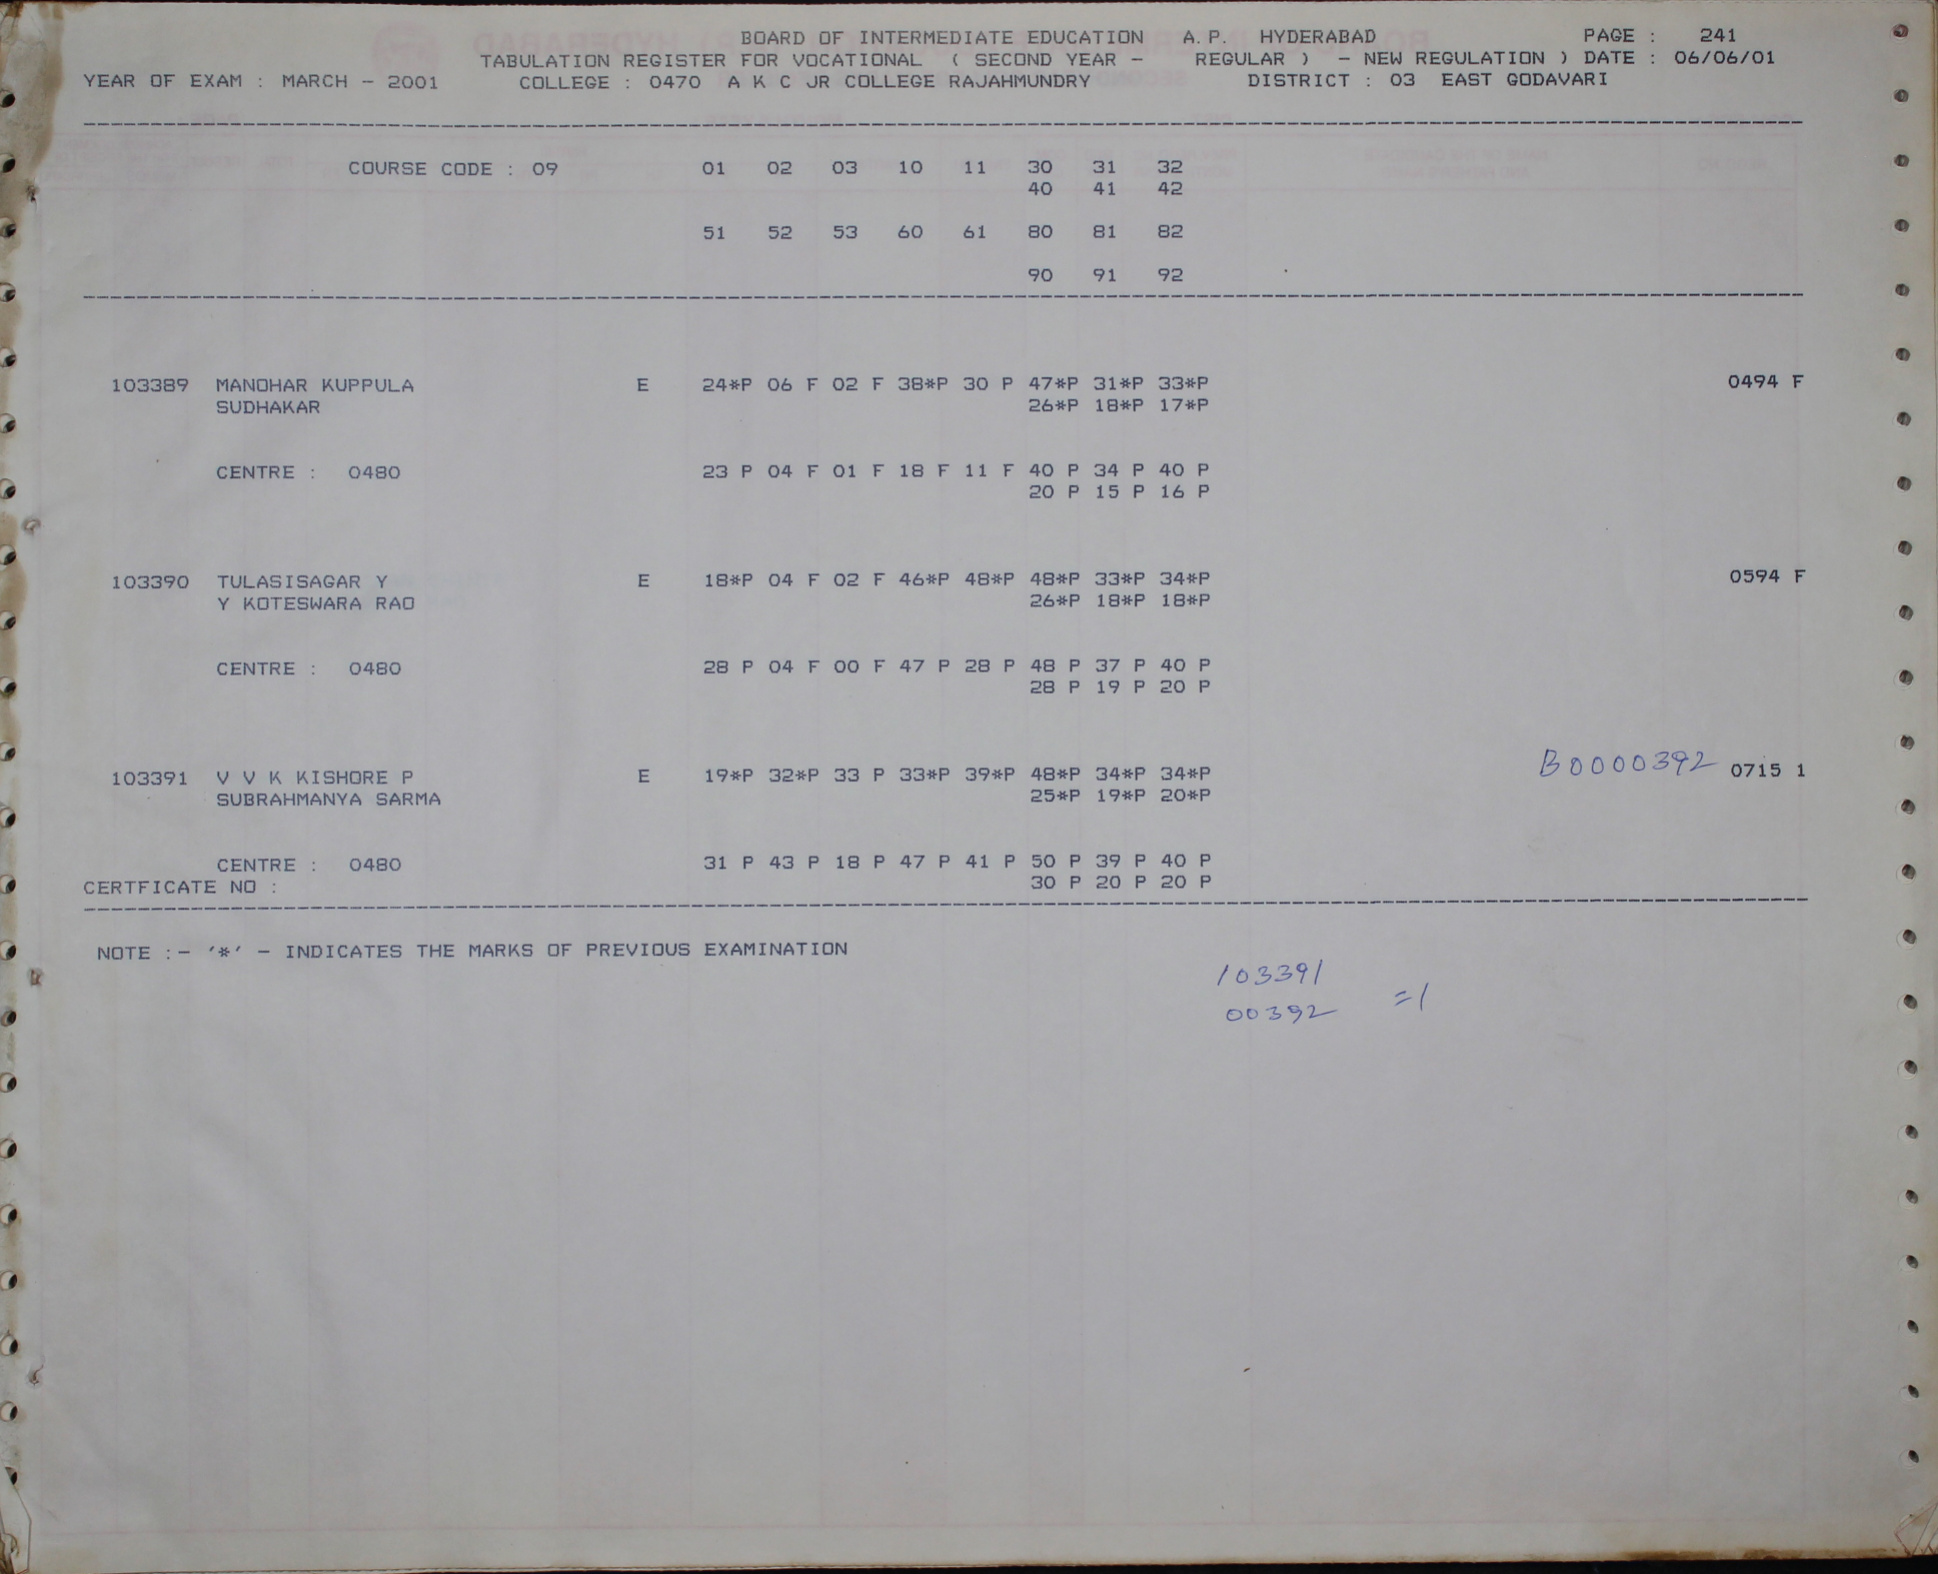 BOARD OF INTERMEDIATE EDUCATION A.P. HYDERABAD PAGE : 241
TABULATION REGISTER FOR VOCATIONAL ( SECOND YEAR - REGULAR ) - NEW REGULATION ) DATE : 06/06/01
YEAR OF EXAM : MARCH - 2001 COLLEGE : 0470 A K C JR COLLEGE RAJAHMUNDRY DISTRICT : 03 EAST GODAVARI
COURSE CODE : 09 01 02 03 10 11 30 31 32
40 41 42
51 52 53 60 61 80 81 82
90 91 92
103389 MANOHAR KUPPULA E 24*P 06 F 02 F 38*P 30 P 47*P 31*P 33*P 0494 F
SUDHAKAR 26*P 18*P 17*P
CENTRE : 0480 23 P 04 F 01 F 18 F 11 F 40 P 34 P 40 P
20 P 15 P 16 P
103390 TULASISAGAR Y E 18*P 04 F 02 F 46*P 48*P 48*P 33*P 34*P 0594 F
Y KOTESWARA RAO 26*P 18*P 18*P
CENTRE : 0480 28 P 04 F 00 F 47 P 28 P 48 P 37 P 40 P
28 P 19 P 20 P
103391 V V K KISHORE P E 19*P 32*P 33 P 33*P 39*P 48*P 34*P 34*P B0000392 0715 1
SUBRAHMANYA SARMA 25*P 19*P 20*P
CENTRE : 0480 31 P 43 P 18 P 47 P 41 P 50 P 39 P 40 P
CERTFICATE NO : 30 P 20 P 20 P
NOTE :- '*' - INDICATES THE MARKS OF PREVIOUS EXAMINATION
103391
00392 =1